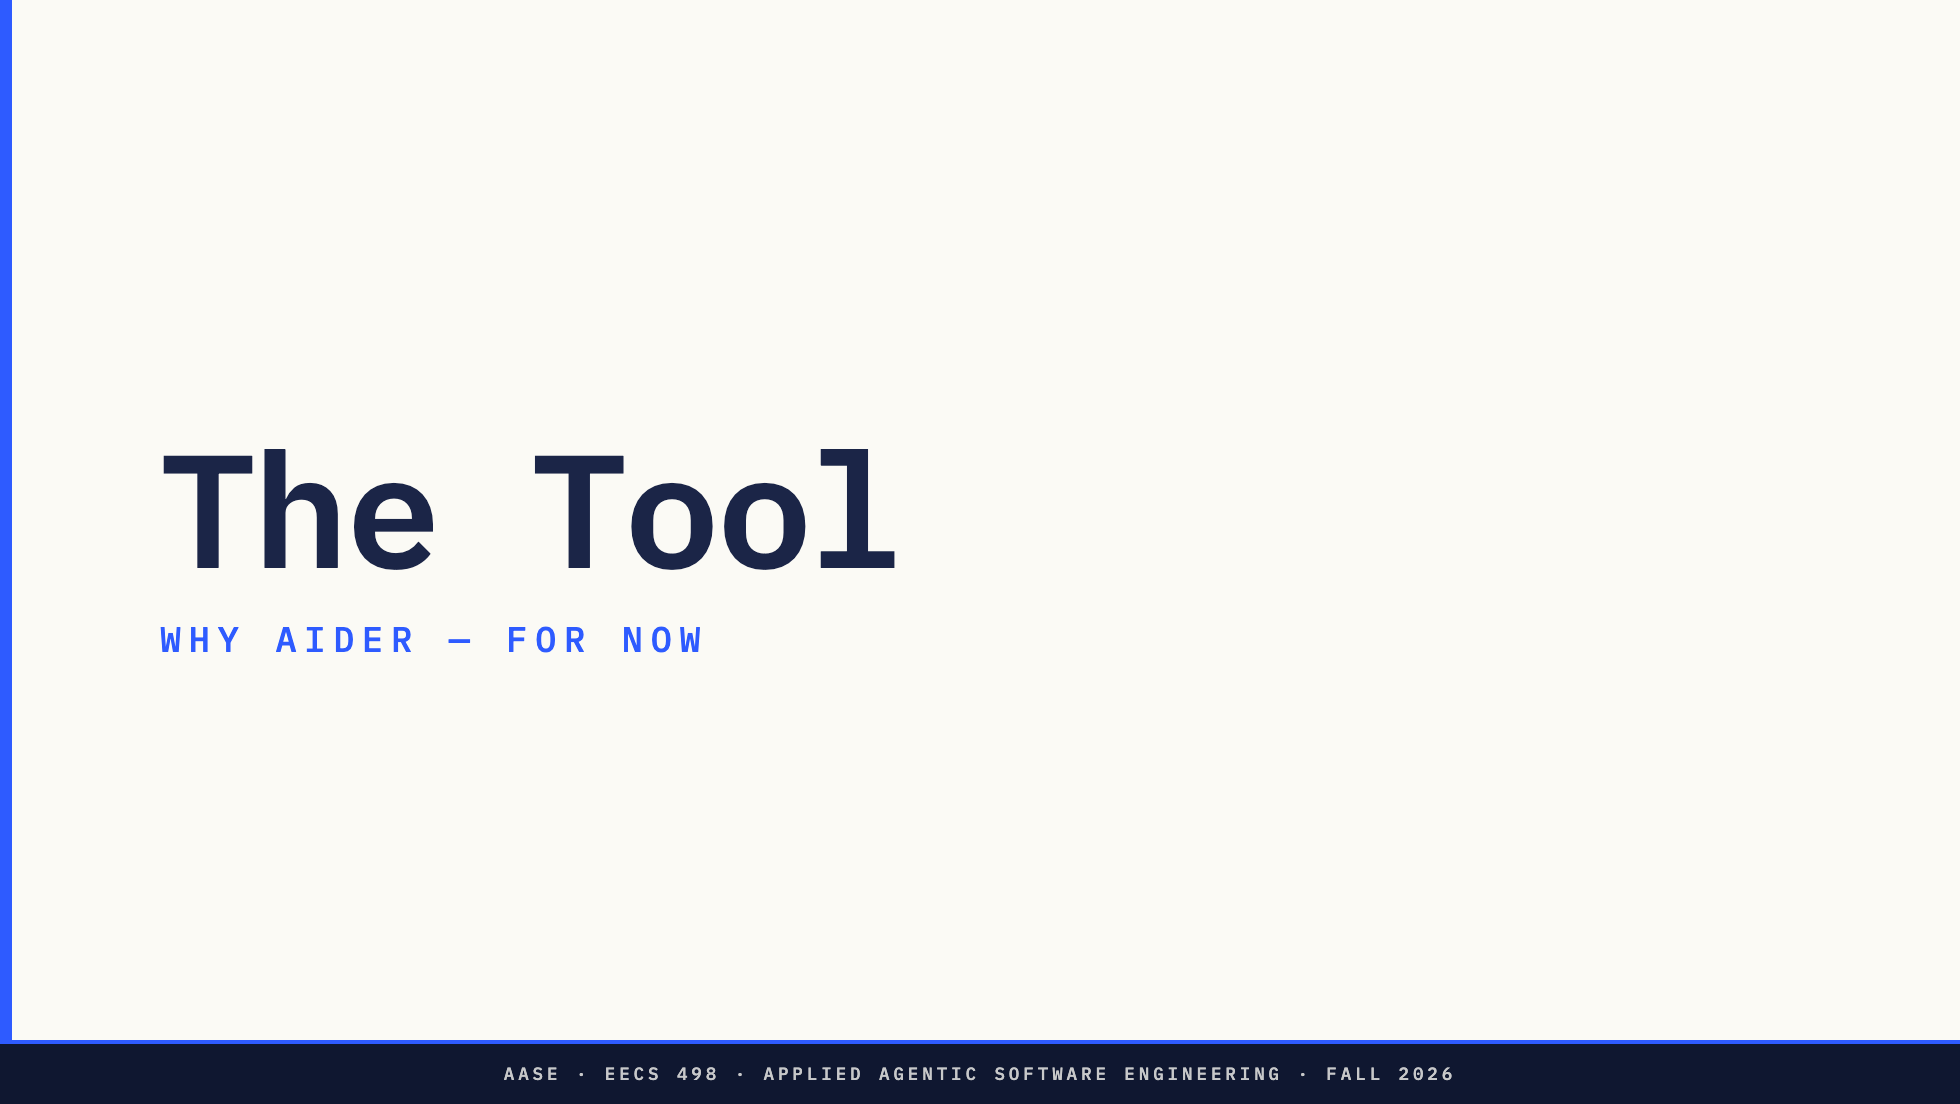 The Tool
WHY AIDER — FOR NOW
AASE · EECS 498 · APPLIED AGENTIC SOFTWARE ENGINEERING · FALL 2026